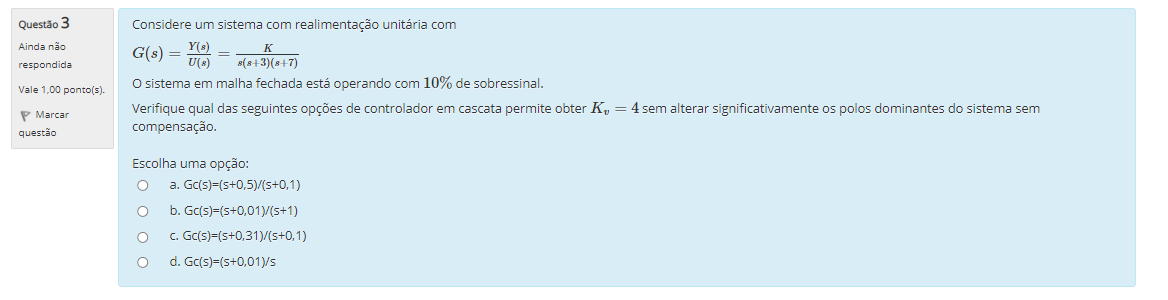 Questão 3
Ainda não
respondida
Vale 1,00 ponto(s).
Marcar
questão
Considere um sistema com realimentação unitária com
G(s) = Y(s)/U(s) = K/(s(s+3)(s+7))
O sistema em malha fechada está operando com 10% de sobressinal.
Verifique qual das seguintes opções de controlador em cascata permite obter K_v = 4 sem alterar significativamente os polos dominantes do sistema sem
compensação.
Escolha uma opção:
a. Gc(s)=(s+0,5)/(s+0,1)
b. Gc(s)=(s+0,01)/(s+1)
c. Gc(s)=(s+0,31)/(s+0,1)
d. Gc(s)=(s+0,01)/s